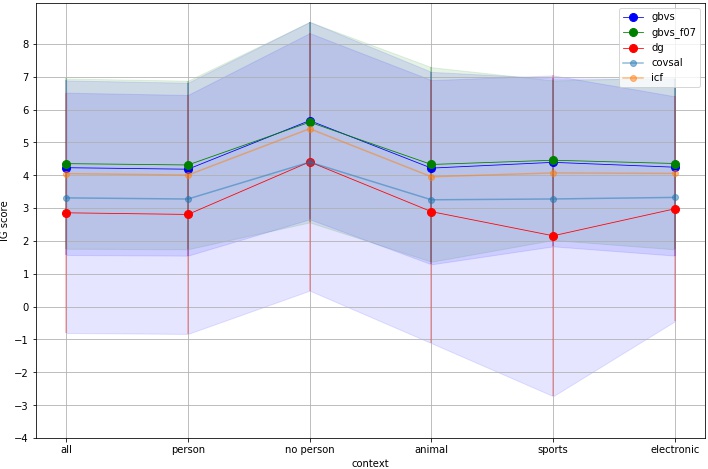 gbvs
gbvs_f07
dg
covsal
icf
8
7
6
5
4
3
2
1
0
−1
−2
−3
−4
IG score
all person no person animal sports electronic
context